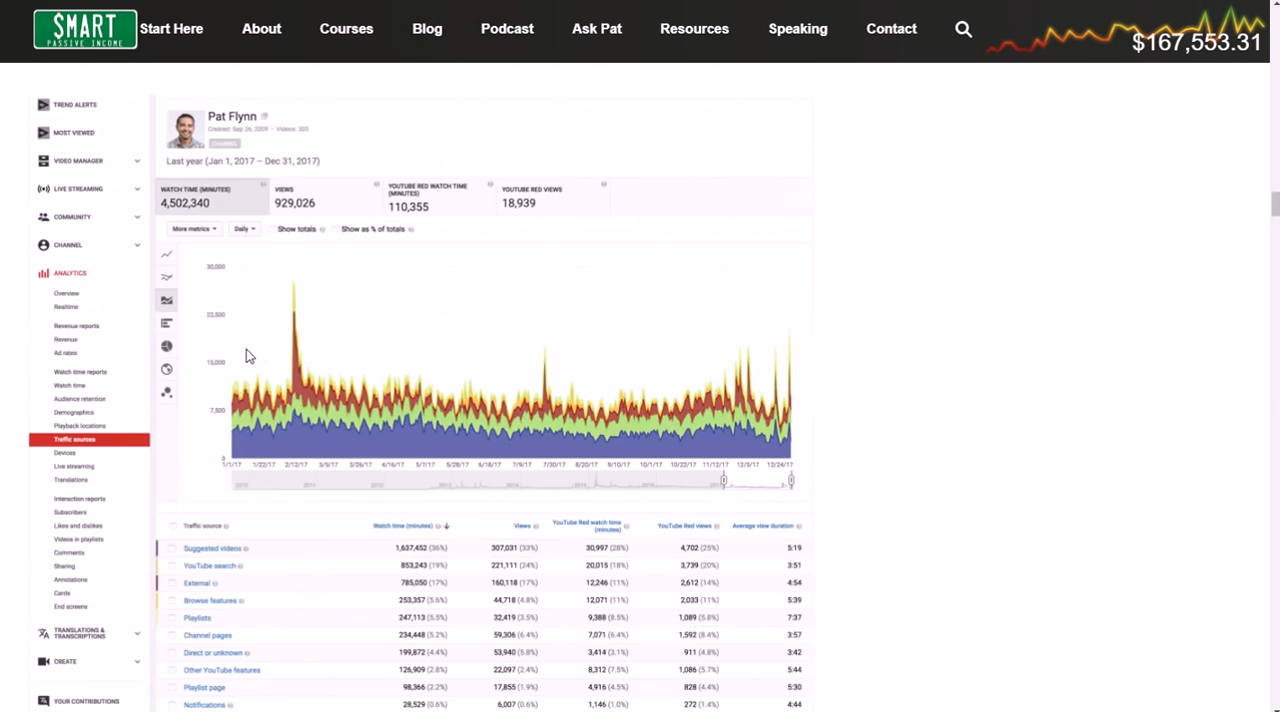 $MART
PASSIVE INCOME
Start Here
About
Courses
Blog
Podcast
Ask Pat
Resources
Speaking
Contact
$167,553.31
TREND ALERTS
MOST VIEWED
VIDEO MANAGER
LIVE STREAMING
COMMUNITY
CHANNEL
ANALYTICS
Overview
Realtime
Revenue reports
Revenue
Ad rates
Watch time reports
Watch time
Audience retention
Demographics
Playback locations
Traffic sources
Devices
Live streaming
Translations
Interaction reports
Subscribers
Likes and dislikes
Videos in playlists
Comments
Sharing
Annotations
Cards
End screens
TRANSLATIONS &
TRANSCRIPTIONS
CREATE
YOUR CONTRIBUTIONS
Pat Flynn
Created: Sep 26, 2009 · Videos: 303
CHANNEL
Last year (Jan 1, 2017 – Dec 31, 2017)
WATCH TIME (MINUTES)
4,502,340
VIEWS
929,026
YOUTUBE RED WATCH TIME
(MINUTES)
110,355
YOUTUBE RED VIEWS
18,939
More metrics
Daily
Show totals
Show as % of totals
30,000
22,500
15,000
7,500
0
1/1/17 1/22/17 2/12/17 3/5/17 3/26/17 4/16/17 5/7/17 5/28/17 6/18/17 7/9/17 7/30/17 8/20/17 9/10/17 10/1/17 10/22/17 11/12/17 12/3/17 12/24/17
2010 2011 2012 2013 2014 2015 2016
Traffic source Watch time (minutes) Views YouTube Red watch time (minutes) YouTube Red views Average view duration
Suggested videos 1,637,452 (36%) 307,031 (33%) 30,997 (28%) 4,702 (25%) 5:19
YouTube search 853,243 (19%) 221,111 (24%) 20,015 (18%) 3,739 (20%) 3:51
External 785,050 (17%) 160,118 (17%) 12,246 (11%) 2,612 (14%) 4:54
Browse features 253,357 (5.6%) 44,718 (4.8%) 12,071 (11%) 2,033 (11%) 5:39
Playlists 247,113 (5.5%) 32,419 (3.5%) 9,388 (8.5%) 1,089 (5.8%) 7:37
Channel pages 234,448 (5.2%) 59,306 (6.4%) 7,071 (6.4%) 1,592 (8.4%) 3:57
Direct or unknown 199,872 (4.4%) 53,940 (5.8%) 3,414 (3.1%) 911 (4.8%) 3:42
Other YouTube features 126,909 (2.8%) 22,097 (2.4%) 8,312 (7.5%) 1,086 (5.7%) 5:44
Playlist page 98,366 (2.2%) 17,855 (1.9%) 4,916 (4.5%) 828 (4.4%) 5:30
Notifications 28,529 (0.6%) 6,007 (0.6%) 1,146 (1.0%) 272 (1.4%) 4:44